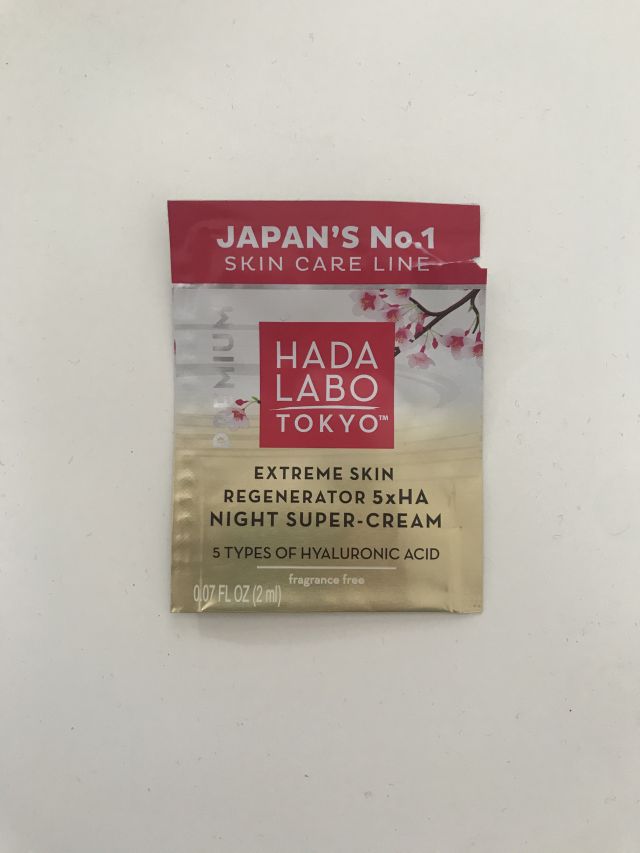 JAPAN'S No.1
SKIN CARE LINE
PREMIUM
HADA
LABO
TOKYO™
EXTREME SKIN
REGENERATOR 5xHA
NIGHT SUPER-CREAM
5 TYPES OF HYALURONIC ACID
fragrance free
0.07 FL OZ (2 ml)